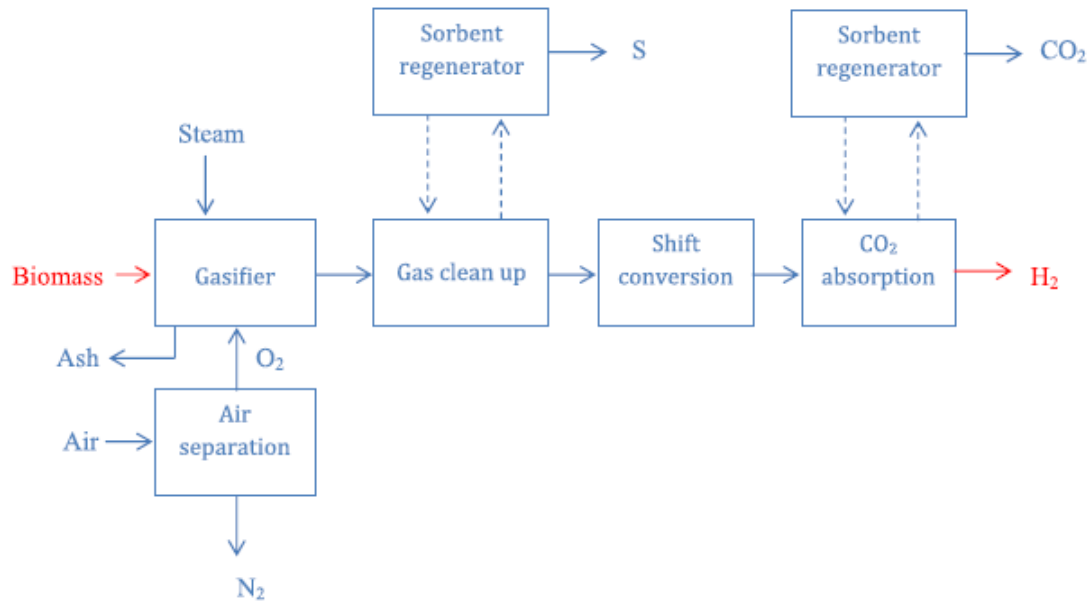 Sorbent
regenerator
S
Sorbent
regenerator
CO₂
Steam
Biomass
Gasifier
Gas clean up
Shift
conversion
CO₂
absorption
H₂
Ash
O₂
Air
Air
separation
N₂